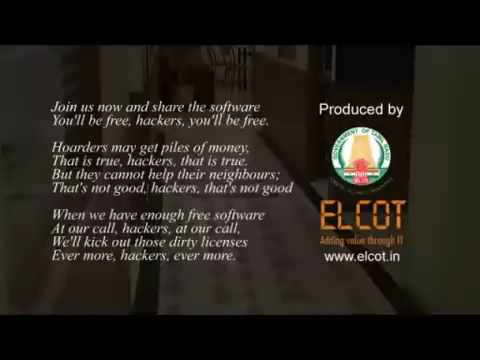 Join us now and share the software
You'll be free, hackers, you'll be free.
Hoarders may get piles of money,
That is true, hackers, that is true.
But they cannot help their neighbours;
That's not good, hackers, that's not good
When we have enough free software
At our call, hackers, at our call,
We'll kick out those dirty licenses
Ever more, hackers, ever more.
Produced by
GOVERNMENT OF TAMIL NADU
ELCOT
Adding value through IT
www.elcot.in